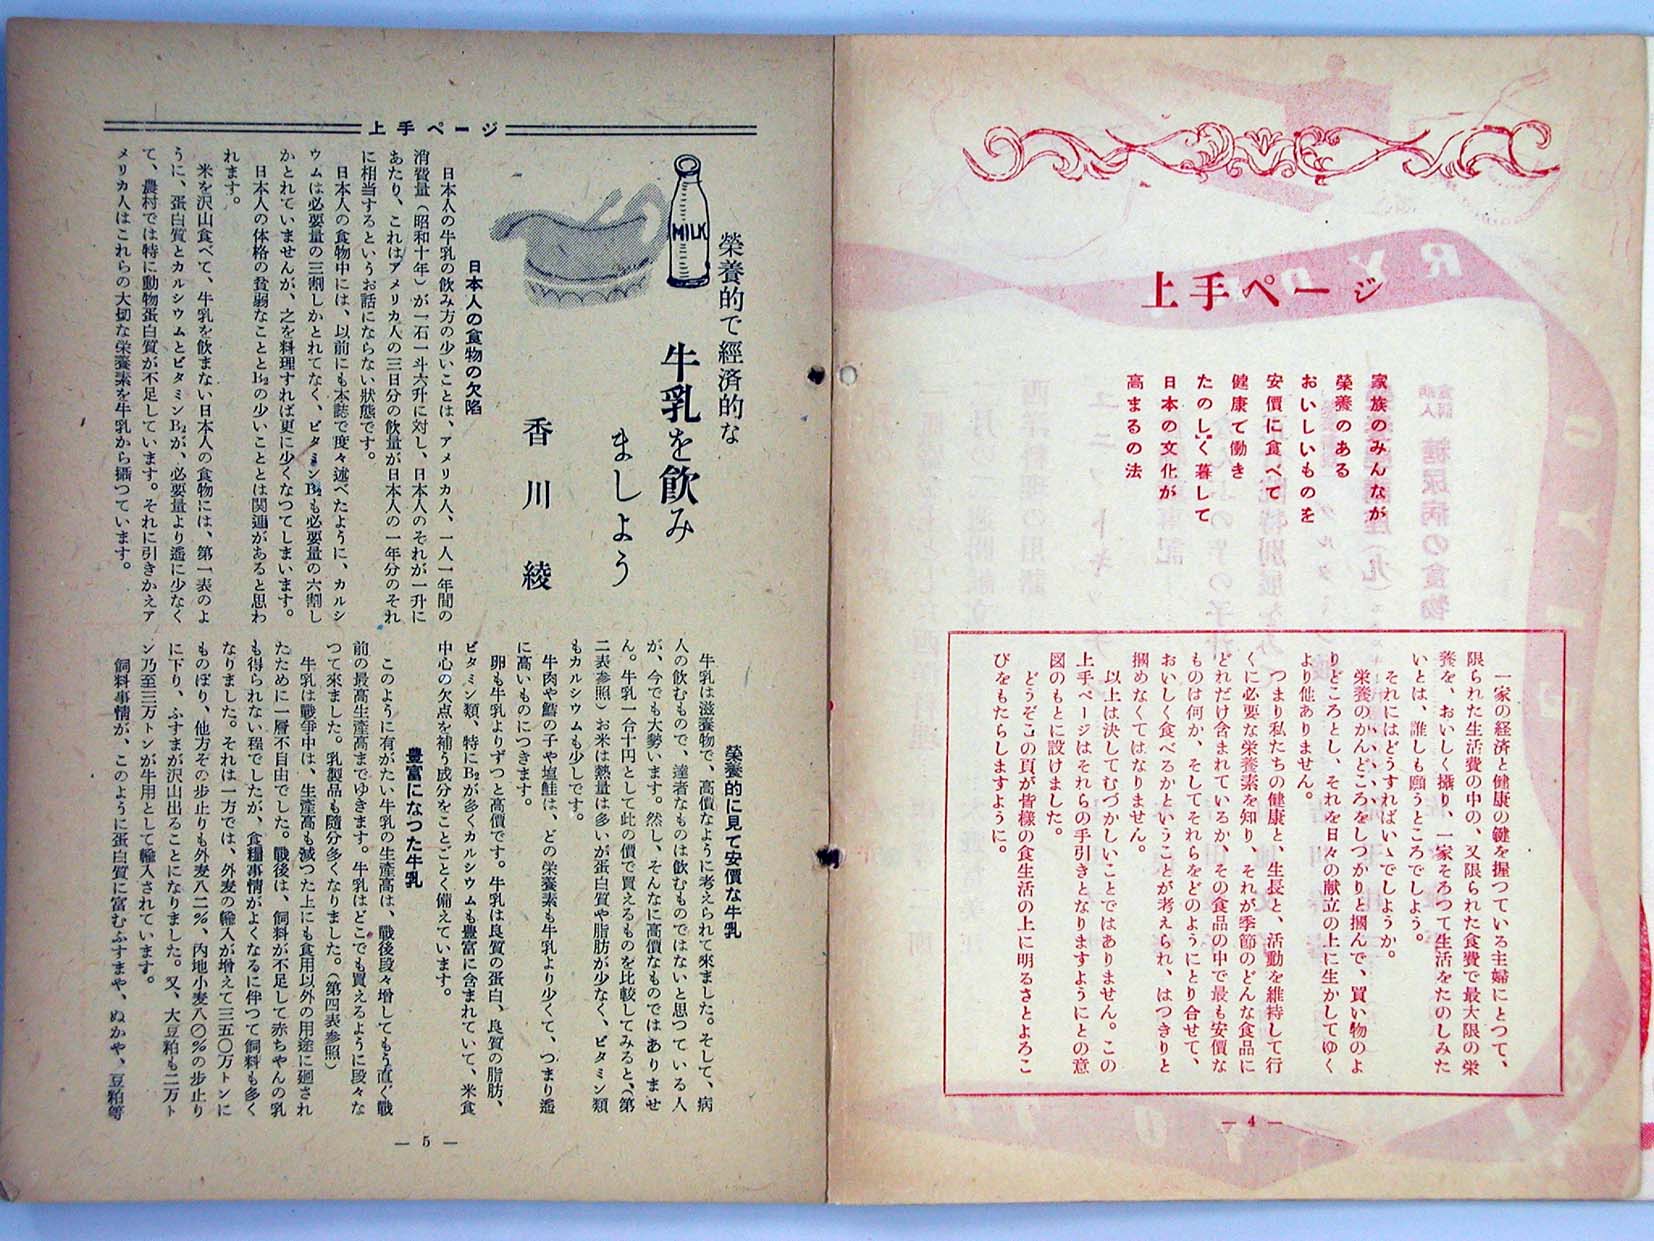 上手ページ
家族のみんなが
榮養のある
おいしいものを
安價に食べて
健康で働き
たのしく暮して
日本の文化が
高まるの法
一家の経済と健康の鍵を握つている主婦にとつて、
限られた生活費の中の、又限られた食費で最大限の栄
養を、おいしく攝り、一家そろつて生活をたのしみた
いとは、誰しも願うところでしよう。
それにはどうすればいゝでしようか。
栄養のかんどころをしつかりと摑んで、買い物のよ
りどころとし、それを日々の献立の上に生かしてゆく
より他ありません。
つまり私たちの健康と、生長と、活動を維持して行
くに必要な栄養素を知り、それが季節のどんな食品に
どれだけ含まれているか、その食品の中で最も安価な
ものは何か、そしてそれらをどのようにとり合せて、
おいしく食べるかということが考えられ、はつきりと
摑めなくてはなりません。
以上は決してむづかしいことではありません。この
上手ページはそれらの手引きとなりますようにとの意
図のもとに設けました。
どうぞこの頁が皆様の食生活の上に明るさとよろこ
びをもたらしますように。
— 4 —
上手ページ
MILK
榮養的で經済的な
牛乳を飲み
ましよう
香川 綾
日本人の食物の欠陥
日本人の牛乳の飲み方の少いことは、アメリカ人、一人一年間の
消費量（昭和十年）が一石一斗六升に対し、日本人のそれが一升に
あたり、これはアメリカ人の三日分の飲量が日本人の一年分のそれ
に相当するというお話にならない狀態です。
日本人の食物中には、以前にも本誌で度々述べたように、カルシ
ウムは必要量の三割しかとれてなく、ビタミンB₂も必要量の六割し
かとれていませんが、之を料理すれば更に少くなつてしまいます。
日本人の体格の貧弱なこととB₂の少いこととは関連があると思わ
れます。
米を沢山食べて、牛乳を飲まない日本人の食物には、第一表のよ
うに、蛋白質とカルシウムとビタミンB₂が、必要量より遙に少なく
て、農村では特に動物蛋白質が不足しています。それに引きかえア
メリカ人はこれらの大切な栄養素を牛乳から攝つています。
榮養的に見て安價な牛乳
牛乳は滋養物で、高價なように考えられて來ました。そして、病
人の飲むもので、達者なものは飲むものではないと思つている人
が、今でも大勢います。然し、そんなに高價なものではありませ
ん。牛乳一合十円として此の價で買えるものを比較してみると、（第
二表参照）お米は熱量は多いが蛋白質や脂肪が少なく、ビタミン類
もカルシウムも少しです。
牛肉や鱈の子や塩鮭は、どの栄養素も牛乳より少くて、つまり遙
に高いものにつきます。
卵も牛乳よりずつと高價です。牛乳は良質の蛋白、良質の脂肪、
ビタミン類、特にB₂が多くカルシウムも豊富に含まれていて、米食
中心の欠点を補う成分をことごとく備えています。
豊富になつた牛乳
このように有がたい牛乳の生産高は、戰後段々增してもう直ぐ戰
前の最高生産高までゆきます。牛乳はどこでも買えるように段々な
つて来ました。乳製品も隨分多くなりました。（第四表参照）
牛乳は戰爭中は、生産高も減つた上にも食用以外の用途に廻され
たために一層不自由でした。戰後は、飼料が不足して赤ちやんの乳
も得られない程でしたが、食糧事情がよくなるに伴つて飼料も多く
なりました。それは一方では、外麦の輸入が增えて三五〇万トンに
ものぼり、他方その歩止りも外麦八二％、内地小麦八〇％の歩止り
に下り、ふすまが沢山出ることになりました。又、大豆粕も二万ト
ン乃至三万トンが牛用として輸入されています。
飼料事情が、このように蛋白質に富むふすまや、ぬかや、豆粕等
— 5 —